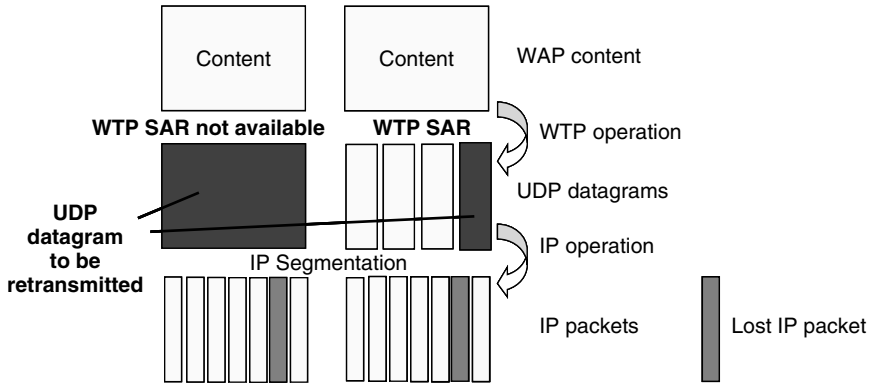 Content
Content
WAP content
WTP SAR not available
WTP SAR
WTP operation
UDP datagrams
UDP
datagram
to be
retransmitted
IP operation
IP Segmentation
IP packets
Lost IP packet